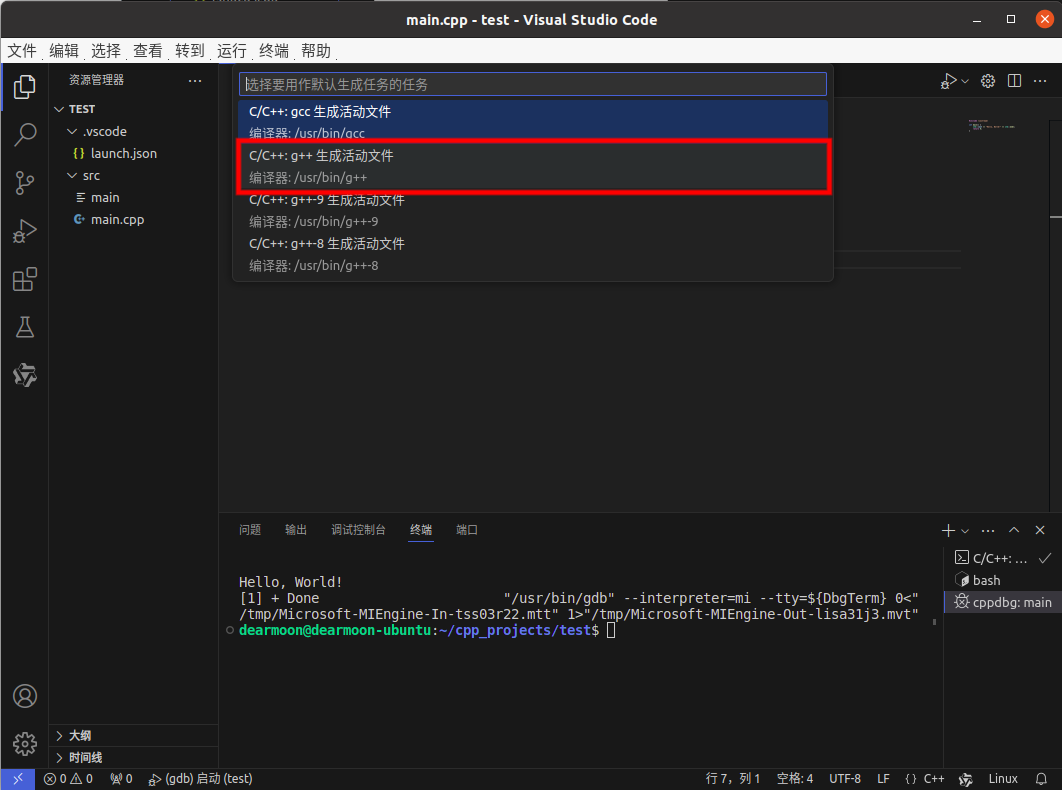 main.cpp - test - Visual Studio Code
文件 编辑 选择 查看 转到 运行 终端 帮助
资源管理器
TEST
.vscode
{} launch.json
src
main
main.cpp
选择要用作默认生成任务的任务
C/C++: gcc 生成活动文件
编译器: /usr/bin/gcc
C/C++: g++ 生成活动文件
编译器: /usr/bin/g++
C/C++: g++-9 生成活动文件
编译器: /usr/bin/g++-9
C/C++: g++-8 生成活动文件
编译器: /usr/bin/g++-8
问题 输出 调试控制台 终端 端口
Hello, World!
[1] + Done "/usr/bin/gdb" --interpreter=mi --tty=${DbgTerm} 0<"
/tmp/Microsoft-MIEngine-In-tss03r22.mtt" 1>"/tmp/Microsoft-MIEngine-Out-lisa31j3.mvt"
dearmoon@dearmoon-ubuntu:~/cpp_projects/test$
C/C++: ...
bash
cppdbg: main
大纲
时间线
0 0 0 (gdb) 启动 (test) 行 7，列 1 空格: 4 UTF-8 LF {} C++ Linux